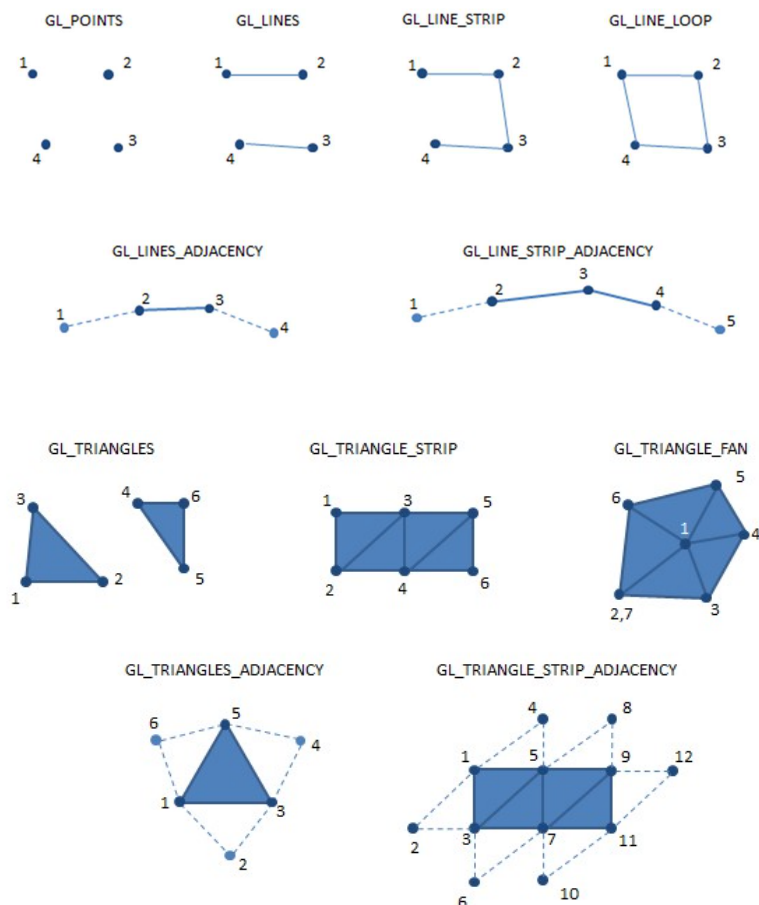 GL_POINTS GL_LINES GL_LINE_STRIP GL_LINE_LOOP
1 2 1 2 1 2 1 2
4 3 4 3 4 3 4 3
GL_LINES_ADJACENCY GL_LINE_STRIP_ADJACENCY
1 2 3 4 1 2 3 4 5
GL_TRIANGLES GL_TRIANGLE_STRIP GL_TRIANGLE_FAN
3 4 6 1 3 5 6 5
1 4
1 2 5 2 4 6 2,7 3
GL_TRIANGLES_ADJACENCY GL_TRIANGLE_STRIP_ADJACENCY
6 5 4 4 8
1 5 9 12
1 3 2 3 7 11
2 6 10